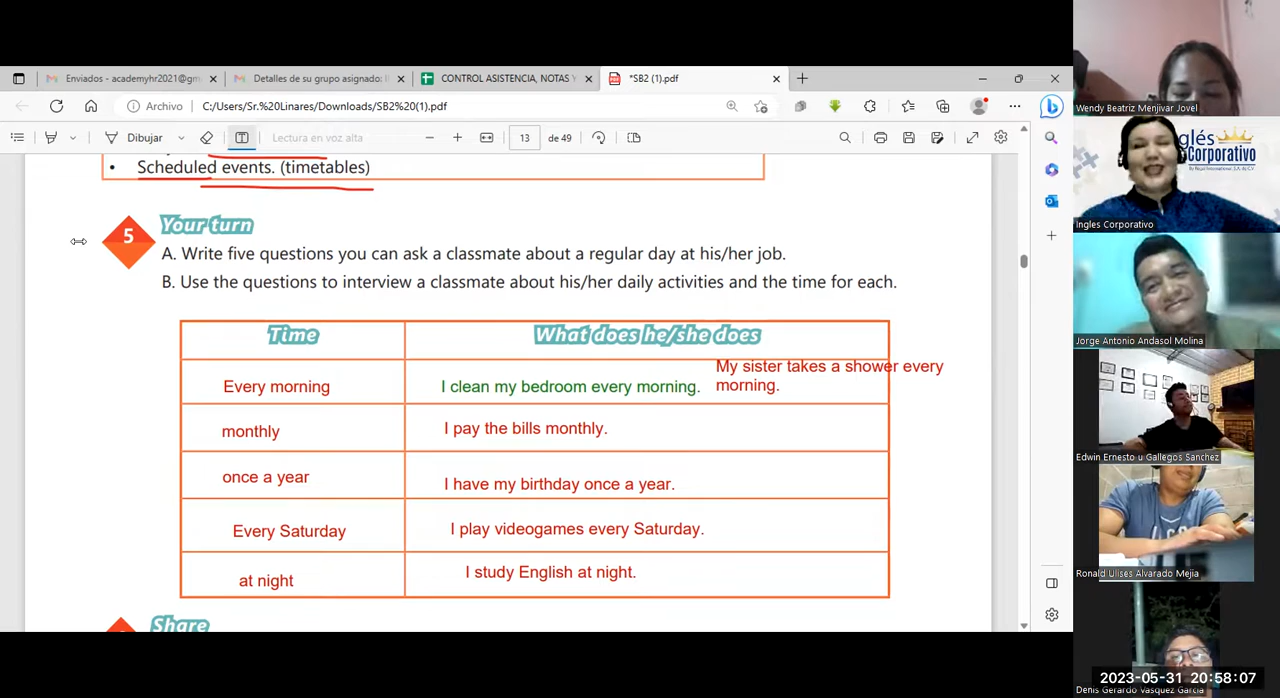 Enviados - academyhr2021@gm
Detalles de su grupo asignado: I
CONTROL ASISTENCIA, NOTAS Y
*SB2 (1).pdf
Archivo
C:/Users/Sr.%20Linares/Downloads/SB2%20(1).pdf
Dibujar
Lectura en voz alta
13
de 49
• Scheduled events. (timetables)
5
Your turn
A. Write five questions you can ask a classmate about a regular day at his/her job.
B. Use the questions to interview a classmate about his/her daily activities and the time for each.
Time
What does he/she does
Every morning
I clean my bedroom every morning.
My sister takes a shower every
morning.
monthly
I pay the bills monthly.
once a year
I have my birthday once a year.
Every Saturday
I play videogames every Saturday.
at night
I study English at night.
Share
Wendy Beatriz Menjivar Jovel
glés
Corporativo
Ingles Corporativo
Jorge Antonio Andasol Molina
Edwin Ernesto u Gallegos Sanchez
Ronald Ulises Alvarado Mejia
2023-05-31 20:58:07
Denis Gerardo Vasquez Garcia